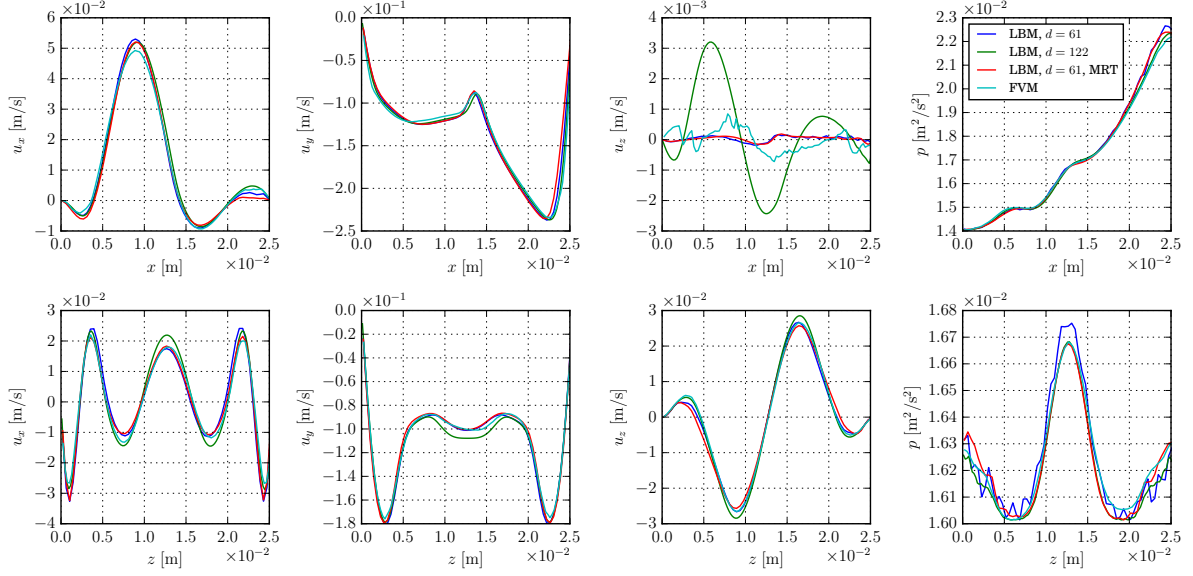 ×10⁻² ×10⁻¹ ×10⁻³ ×10⁻²
6 5 4 3 2 1 0 −1
u_x [m/s]
0.0 −0.5 −1.0 −1.5 −2.0 −2.5
u_y [m/s]
4 3 2 1 0 −1 −2 −3
u_z [m/s]
2.3 2.2 2.1 2.0 1.9 1.8 1.7 1.6 1.5 1.4
p [m²/s²]
LBM, d = 61
LBM, d = 122
LBM, d = 61, MRT
FVM
0.0 0.5 1.0 1.5 2.0 2.5 0.0 0.5 1.0 1.5 2.0 2.5 0.0 0.5 1.0 1.5 2.0 2.5 0.0 0.5 1.0 1.5 2.0 2.5
x [m] ×10⁻² x [m] ×10⁻² x [m] ×10⁻² x [m] ×10⁻²
×10⁻² ×10⁻¹ ×10⁻² ×10⁻²
4 3 2 1 0 −1 −2 −3 −4
u_x [m/s]
0.0 −0.2 −0.4 −0.6 −0.8 −1.0 −1.2 −1.4 −1.6 −1.8
u_y [m/s]
3 2 1 0 −1 −2 −3
u_z [m/s]
1.68 1.67 1.66 1.65 1.64 1.63 1.62 1.61 1.60
p [m²/s²]
0.0 0.5 1.0 1.5 2.0 2.5 0.0 0.5 1.0 1.5 2.0 2.5 0.0 0.5 1.0 1.5 2.0 2.5 0.0 0.5 1.0 1.5 2.0 2.5
z [m] ×10⁻² z [m] ×10⁻² z [m] ×10⁻² z [m] ×10⁻²